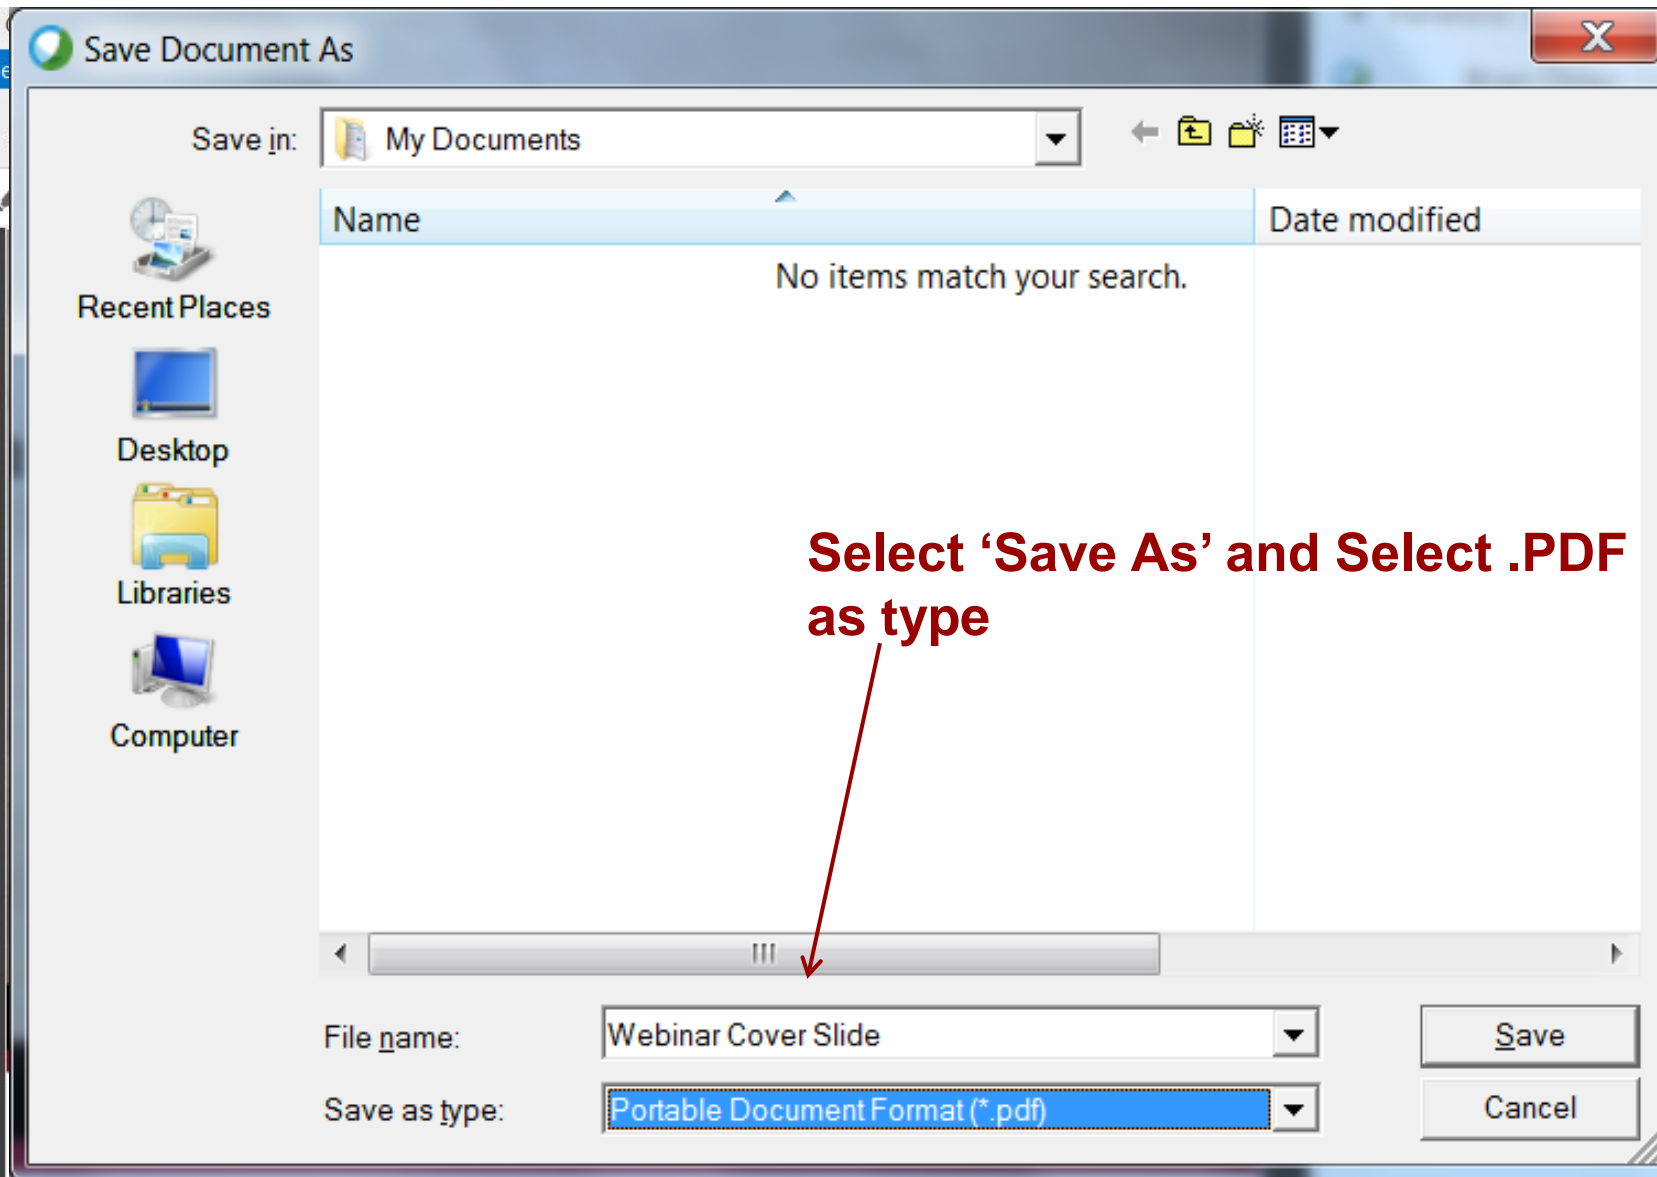 Save Document As
Save in:
My Documents
Name
Date modified
No items match your search.
Recent Places
Desktop
Libraries
Computer
Select ‘Save As’ and Select .PDF
as type
File name:
Webinar Cover Slide
Save
Save as type:
Portable Document Format (*.pdf)
Cancel